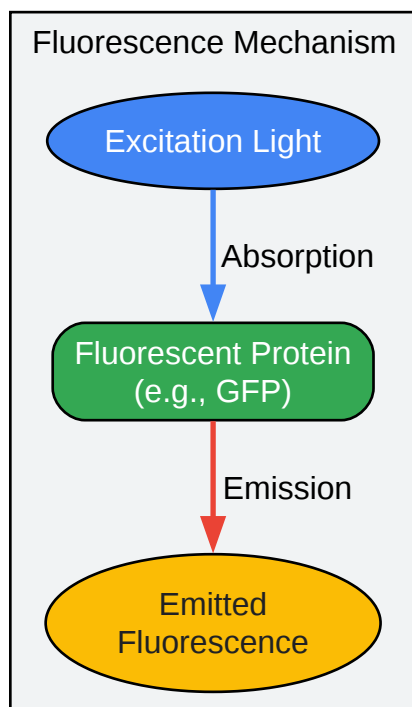 Fluorescence Mechanism
Excitation Light
Absorption
Fluorescent Protein
(e.g., GFP)
Emission
Emitted
Fluorescence